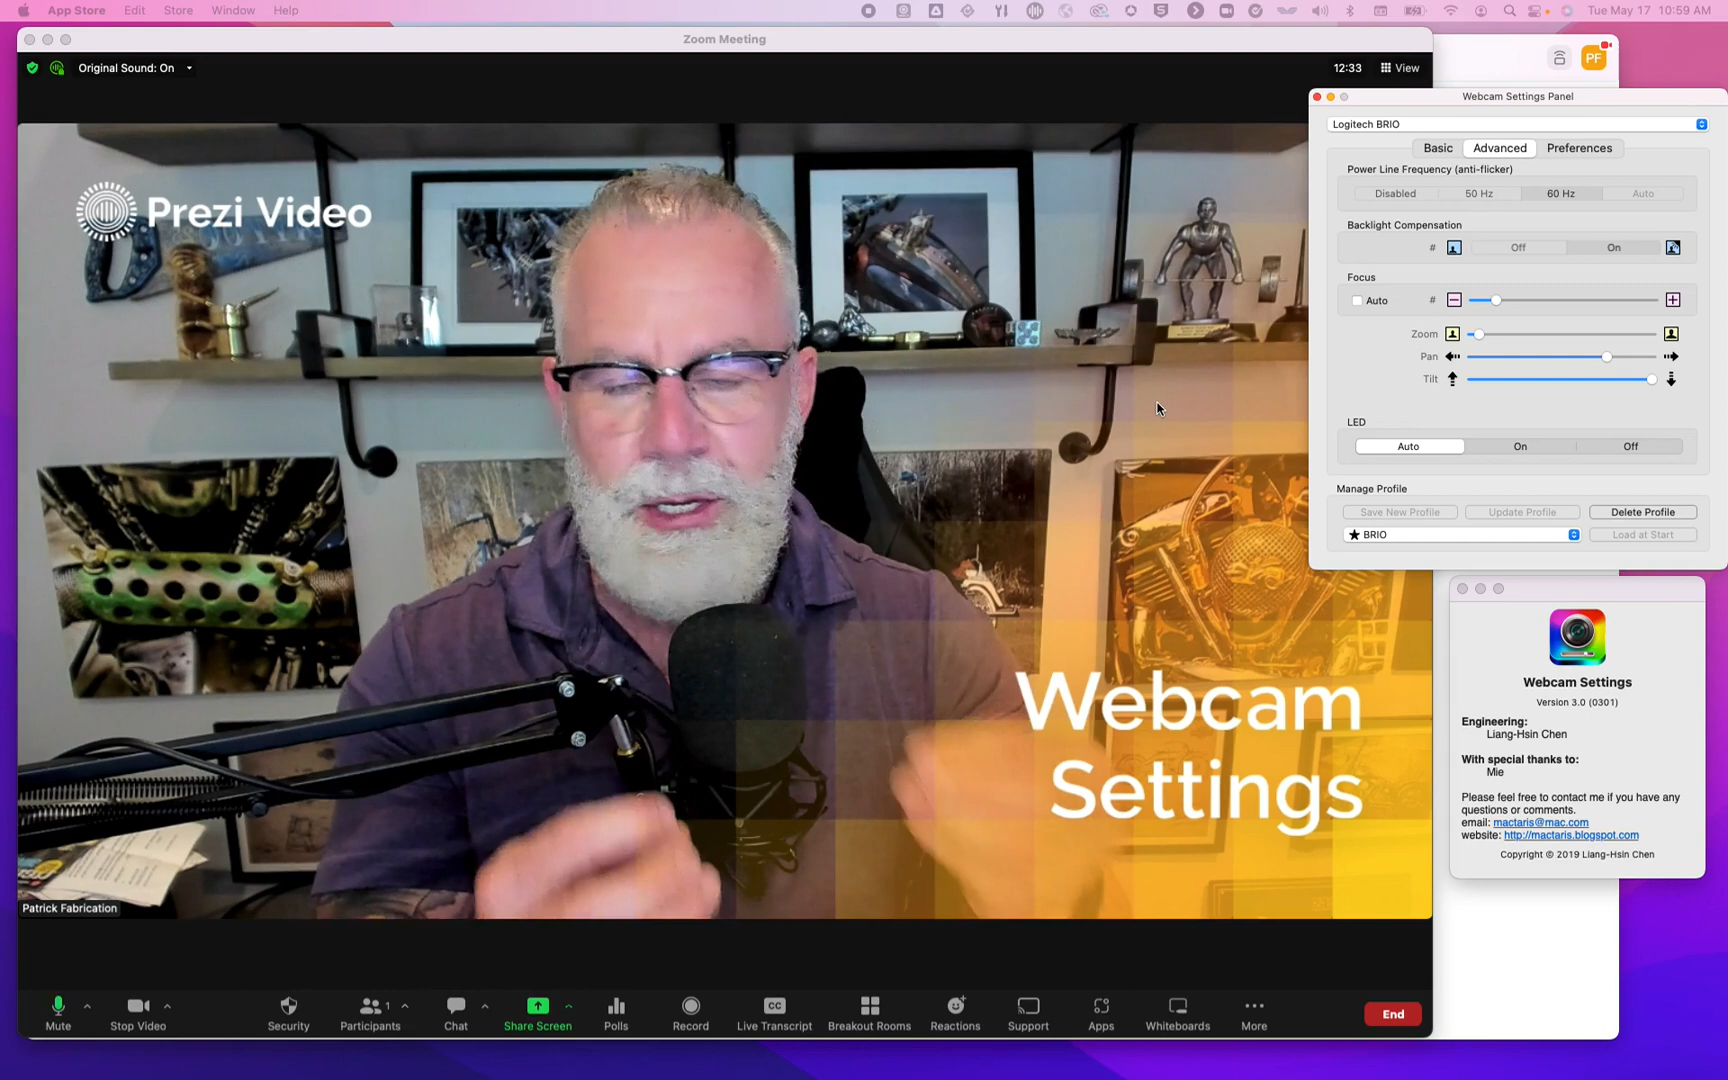 App Store Edit Store Window Help
Tue May 17 10:59 AM
Zoom Meeting
Original Sound: On
12:33
View
PF
Prezi Video
Webcam
Settings
Patrick Fabrication
Mute
Stop Video
Security
1
Participants
Chat
Share Screen
Polls
Record
CC
Live Transcript
Breakout Rooms
Reactions
Support
Apps
Whiteboards
More
End
Webcam Settings Panel
Logitech BRIO
Basic Advanced Preferences
Power Line Frequency (anti-flicker)
Disabled 50 Hz 60 Hz Auto
Backlight Compensation
# Off On
Focus
Auto #
Zoom
Pan
Tilt
LED
Auto On Off
Manage Profile
Save New Profile Update Profile Delete Profile
★ BRIO Load at Start
Webcam Settings
Version 3.0 (0301)
Engineering:
Liang-Hsin Chen
With special thanks to:
Mie
Please feel free to contact me if you have any
questions or comments.
email: mactaris@mac.com
website: http://mactaris.blogspot.com
Copyright © 2019 Liang-Hsin Chen